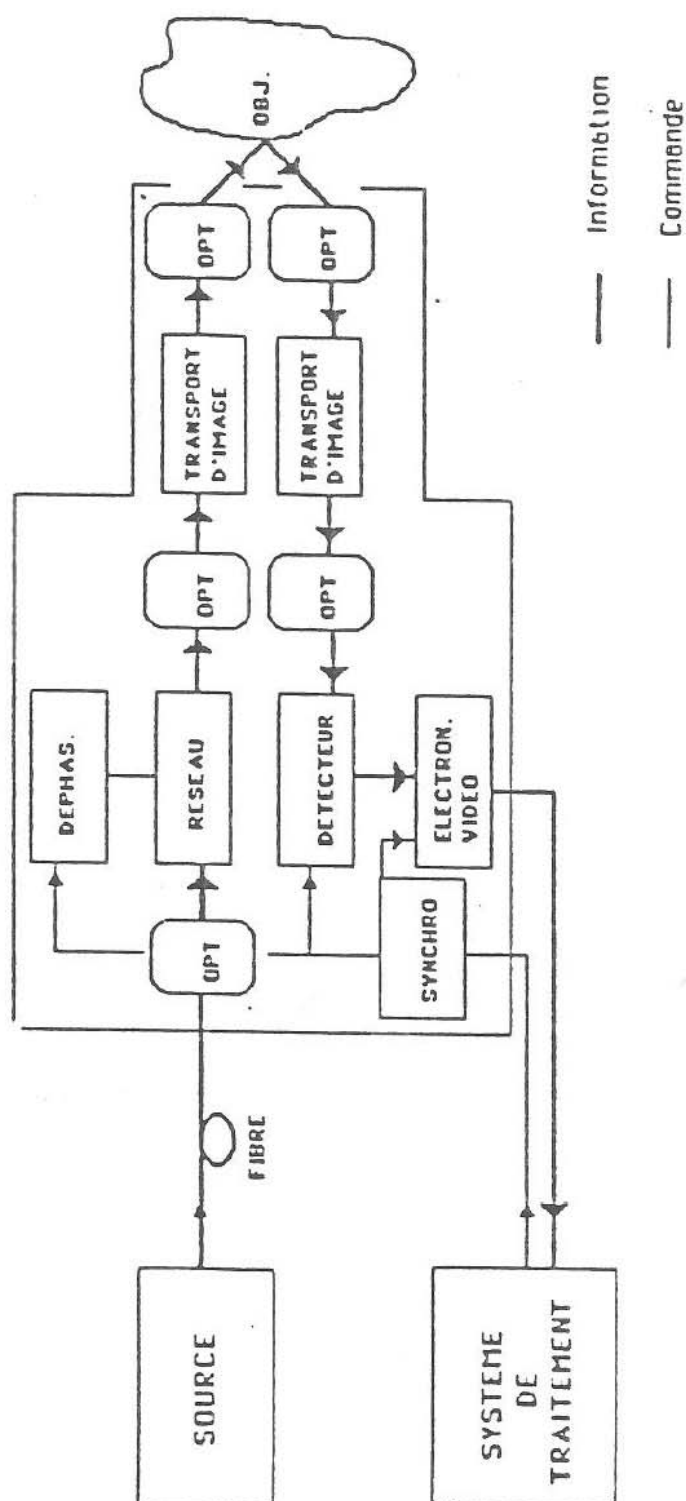 SOURCE
FIBRE
OPT
DEPHAS.
RESEAU
OPT
TRANSPORT
D'IMAGE
OPT
OBJ.
SYSTEME
DE
TRAITEMENT
SYNCHRO
DETECTEUR
ELECTRON.
VIDEO
OPT
TRANSPORT
D'IMAGE
OPT
Information
Commande